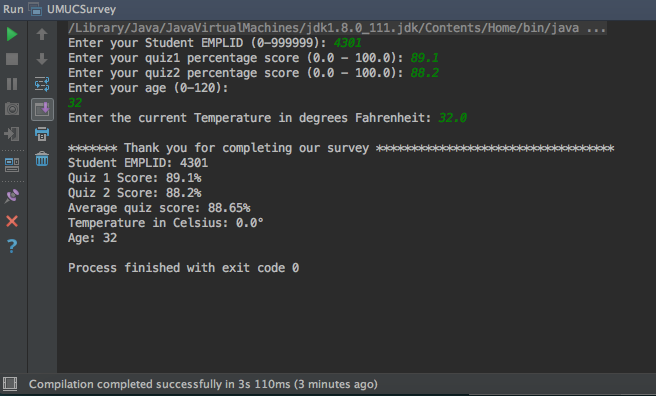 Run UMUCSurvey
/Library/Java/JavaVirtualMachines/jdk1.8.0_111.jdk/Contents/Home/bin/java ...
Enter your Student EMPLID (0-999999): 4301
Enter your quiz1 percentage score (0.0 - 100.0): 89.1
Enter your quiz2 percentage score (0.0 - 100.0): 88.2
Enter your age (0-120):
32
Enter the current Temperature in degrees Fahrenheit: 32.0
******* Thank you for completing our survey **********************************
Student EMPLID: 4301
Quiz 1 Score: 89.1%
Quiz 2 Score: 88.2%
Average quiz score: 88.65%
Temperature in Celsius: 0.0°
Age: 32
Process finished with exit code 0
Compilation completed successfully in 3s 110ms (3 minutes ago)